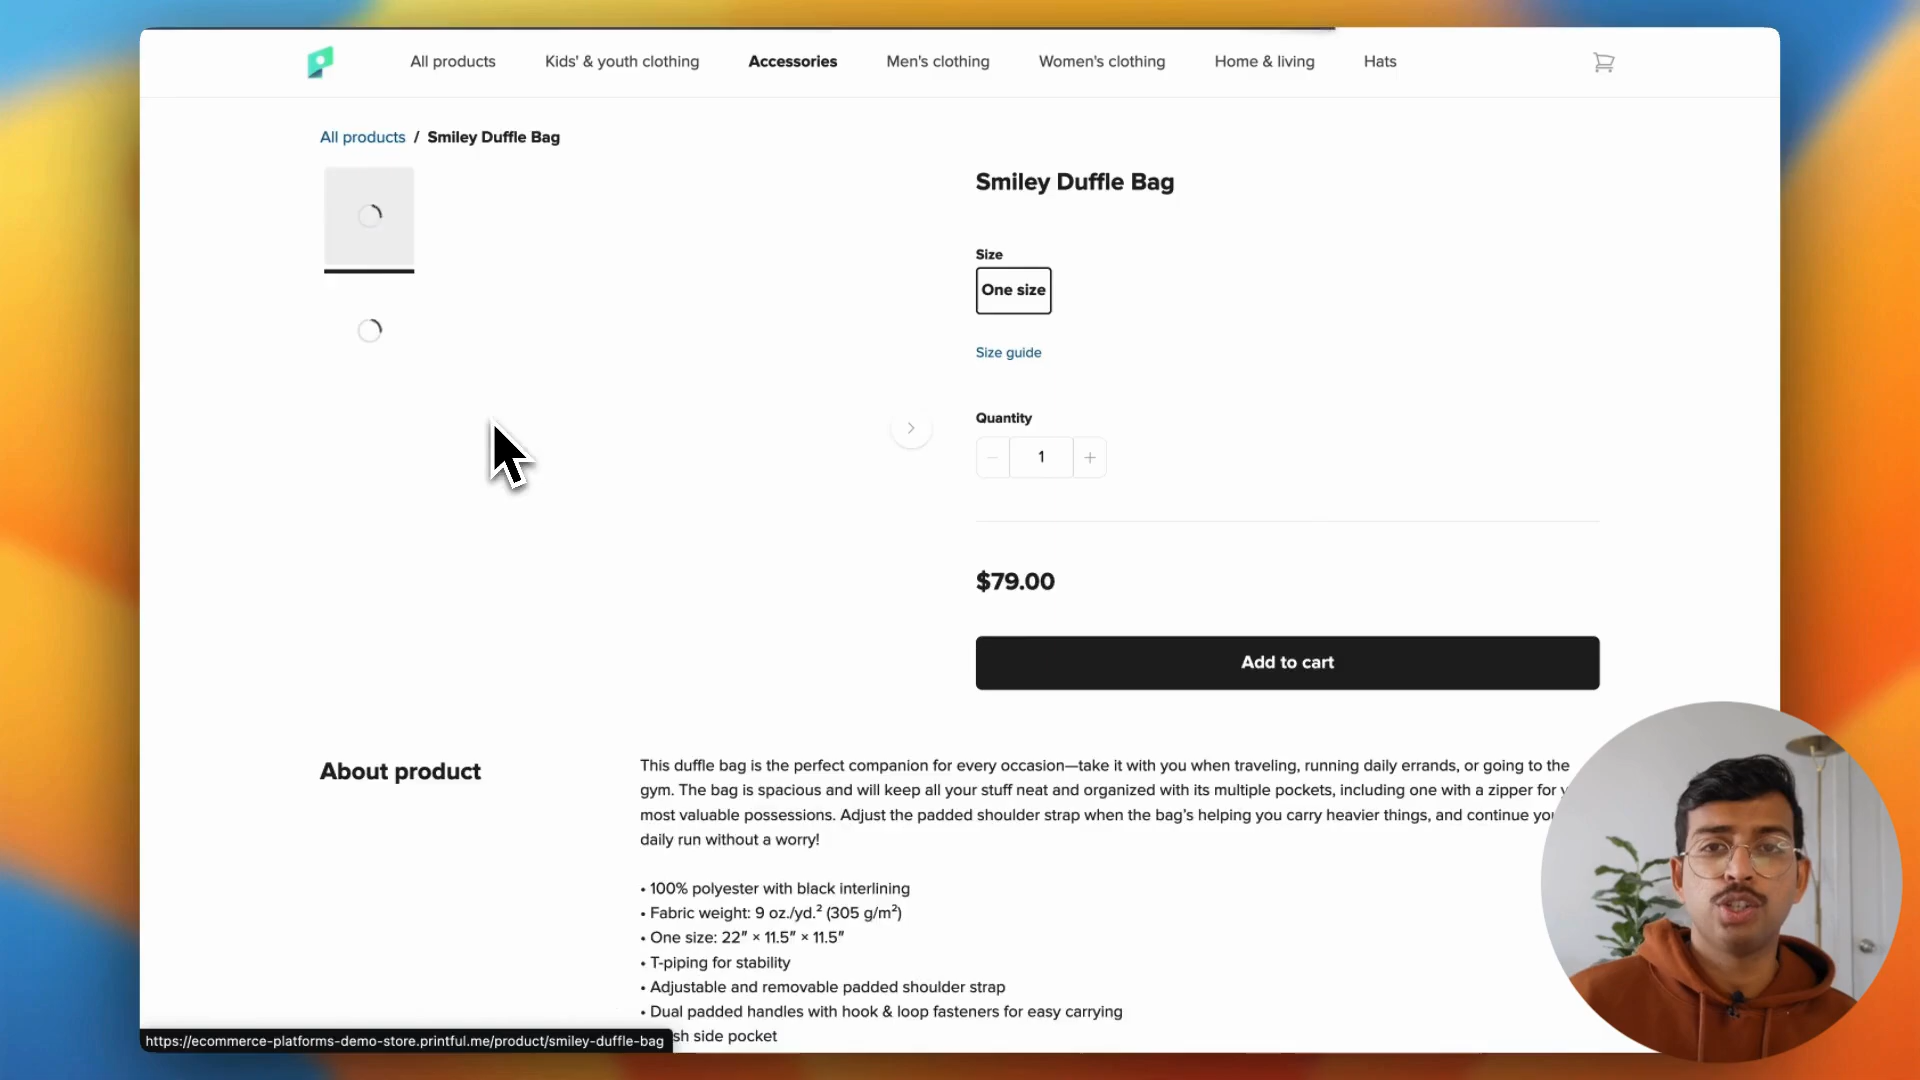 All products Kids' & youth clothing Accessories Men's clothing Women's clothing Home & living Hats
All products / Smiley Duffle Bag
Smiley Duffle Bag
Size
One size
Size guide
Quantity
1
$79.00
Add to cart
About product
This duffle bag is the perfect companion for every occasion—take it with you when traveling, running daily errands, or going to the
gym. The bag is spacious and will keep all your stuff neat and organized with its multiple pockets, including one with a zipper for
most valuable possessions. Adjust the padded shoulder strap when the bag's helping you carry heavier things, and continue
daily run without a worry!
• 100% polyester with black interlining
• Fabric weight: 9 oz./yd.² (305 g/m²)
• One size: 22″ × 11.5″ × 11.5″
• T-piping for stability
• Adjustable and removable padded shoulder strap
• Dual padded handles with hook & loop fasteners for easy carrying
side pocket
https://ecommerce-platforms-demo-store.printful.me/product/smiley-duffle-bag